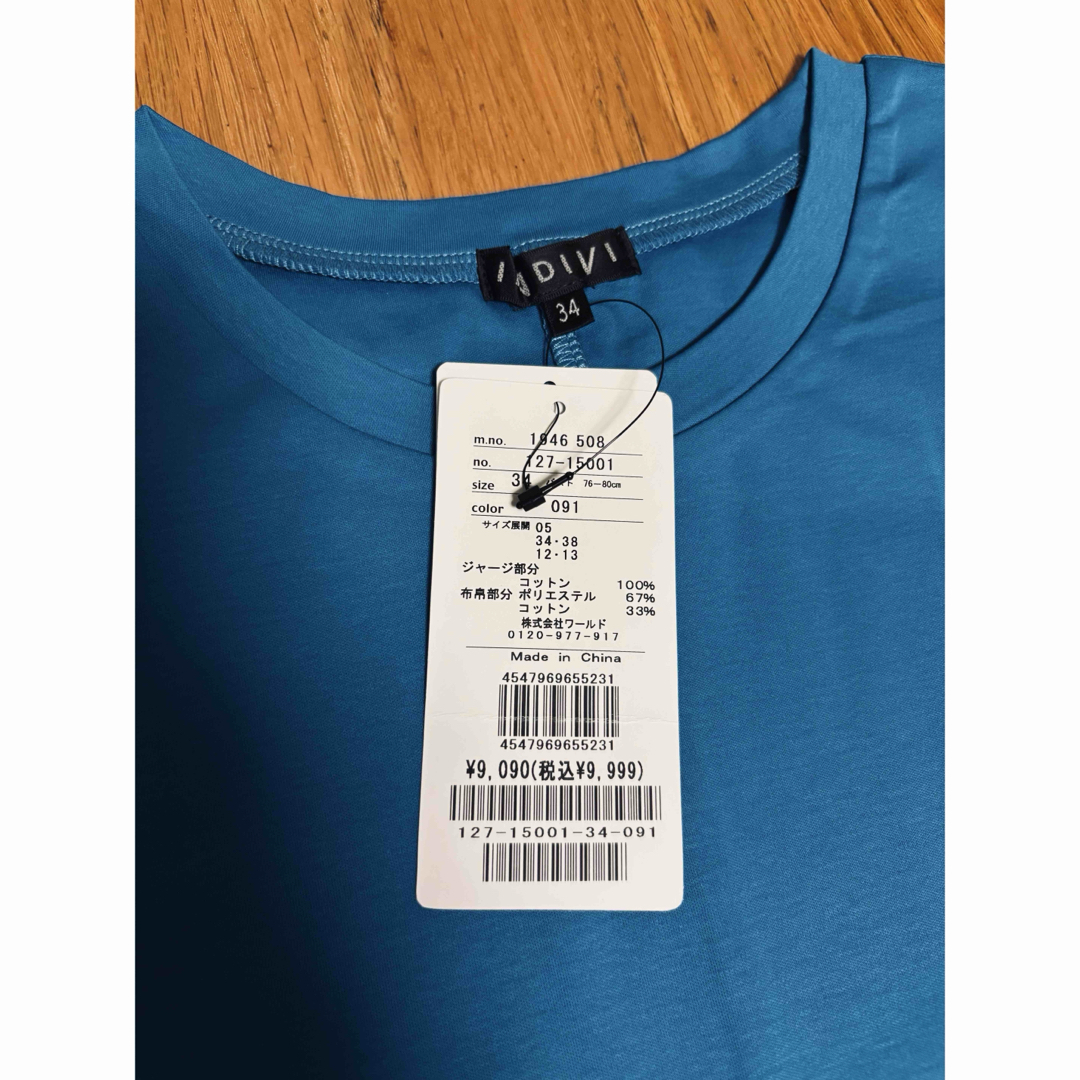 DIVI
34
m.no. 1946 508
no. 127-15001
size 34 76-80cm
color 091
サイズ展開 05
34・38
12・13
ジャージ部分
コットン 100%
布帛部分 ポリエステル 67%
コットン 33%
株式会社ワールド
0120-977-917
Made in China
4547969655231
4547969655231
¥9,090(税込¥9,999)
127-15001-34-091